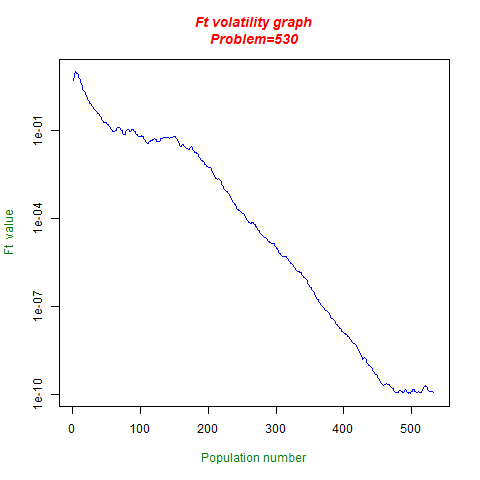 Ft volatility graph
Problem=530
1e-01
1e-04
1e-07
1e-10
Ft value
0 100 200 300 400 500
Population number